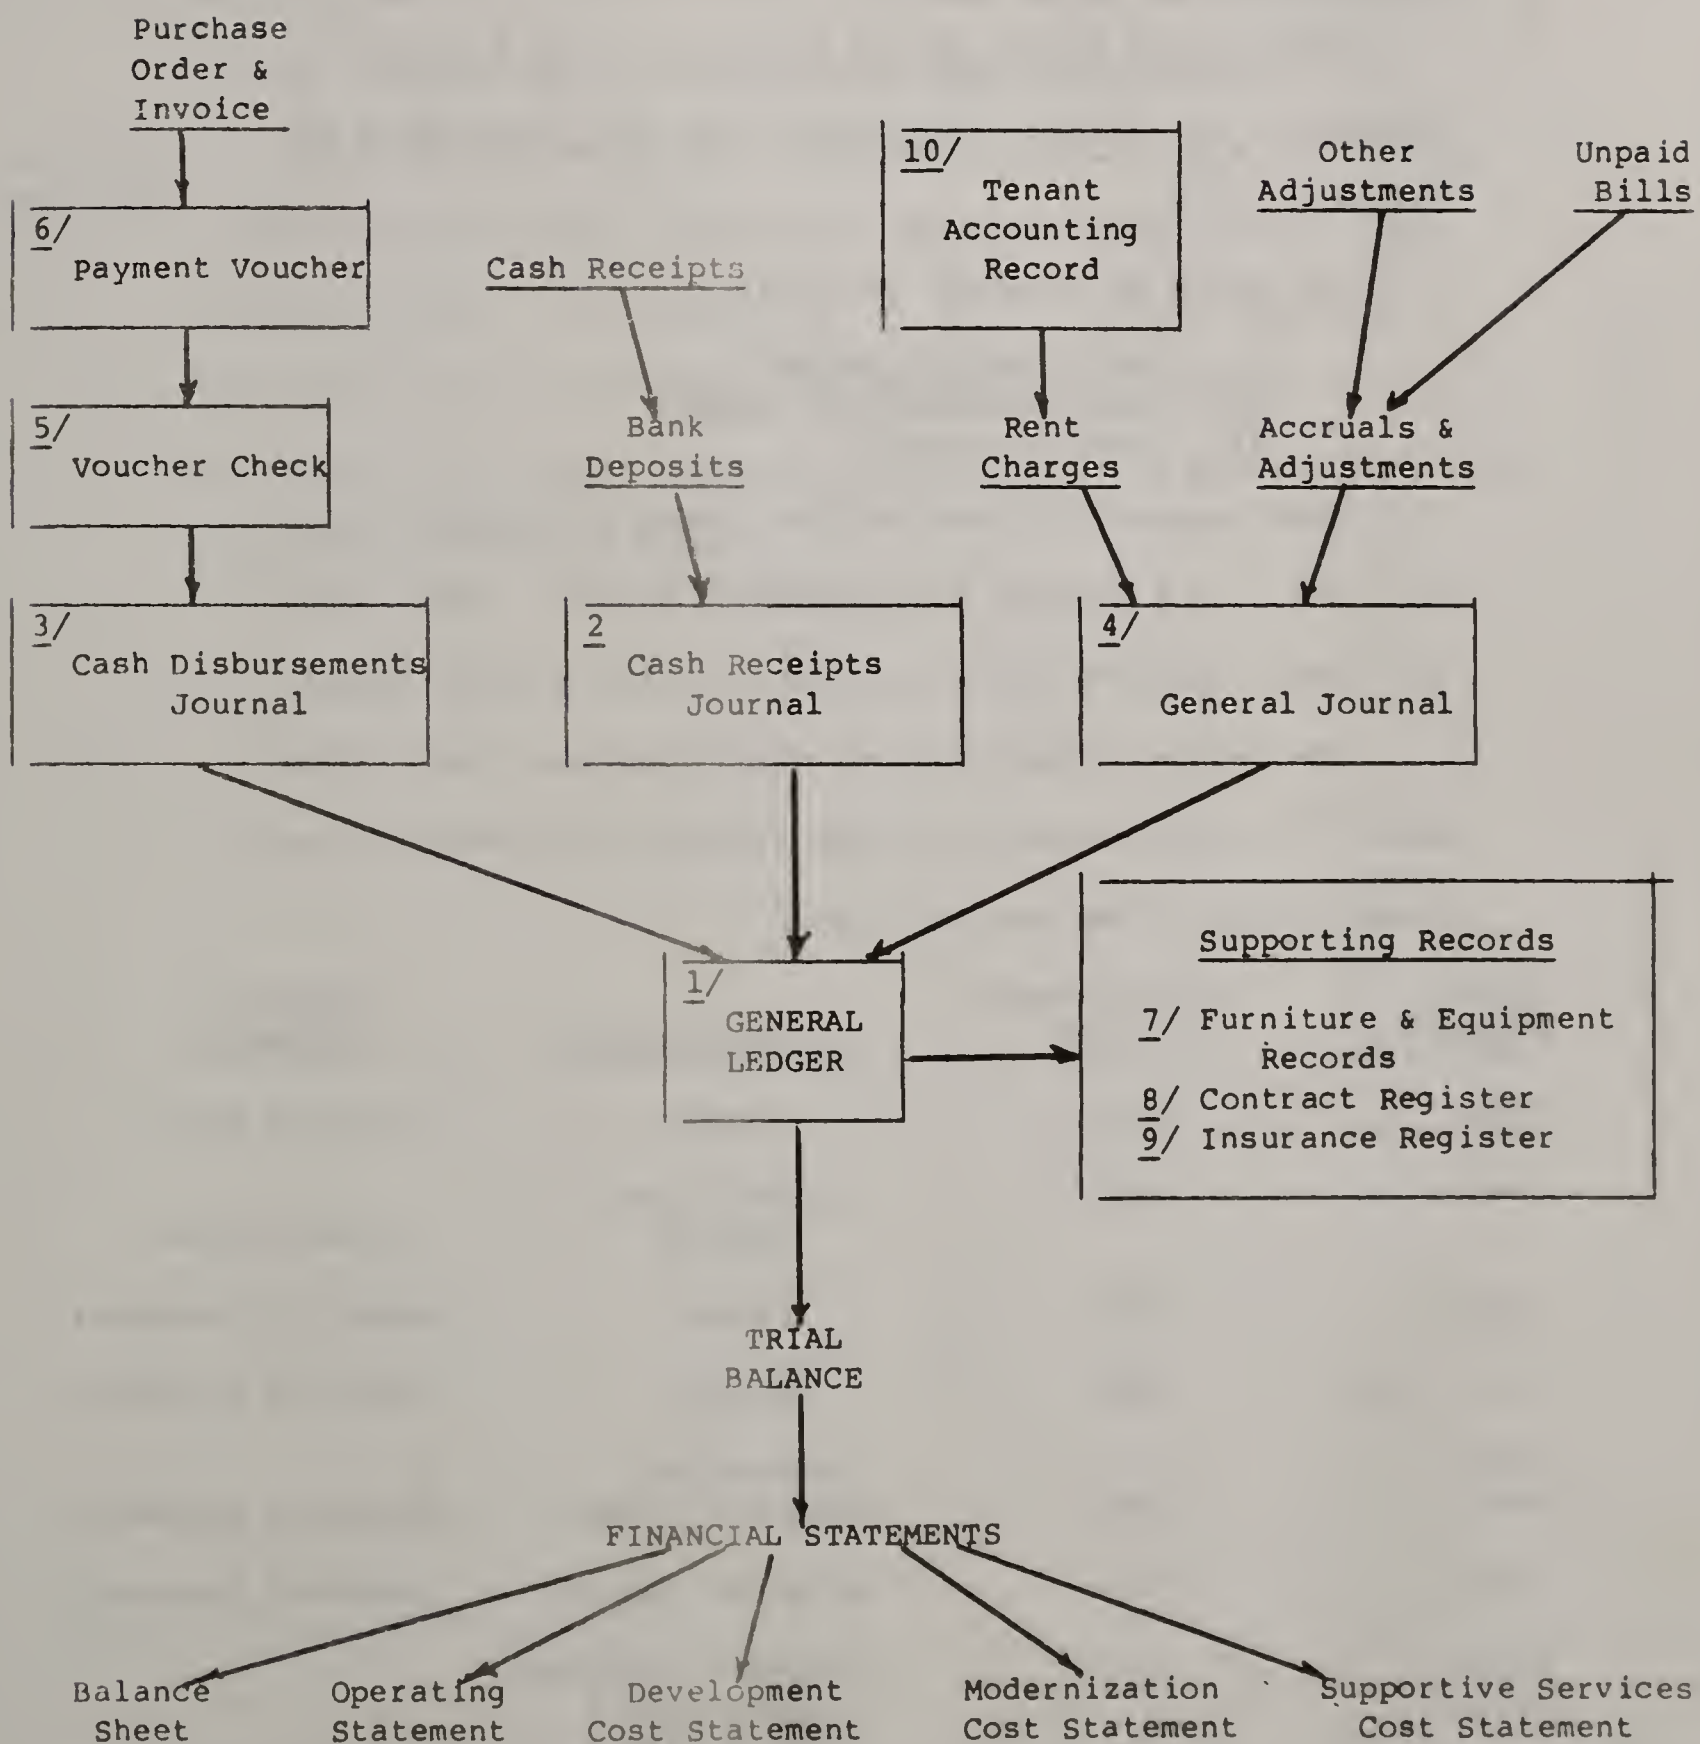 Purchase
Order &
Invoice
6/
Payment Voucher
5/
Voucher Check
3/
Cash Disbursements
Journal
Cash Receipts
Bank
Deposits
2
Cash Receipts
Journal
10/
Tenant
Accounting
Record
Rent
Charges
Other
Adjustments
Unpaid
Bills
Accruals &
Adjustments
4/
General Journal
1/
GENERAL
LEDGER
Supporting Records
7/ Furniture & Equipment
Records
8/ Contract Register
9/ Insurance Register
TRIAL
BALANCE
FINANCIAL STATEMENTS
Balance
Sheet
Operating
Statement
Development
Cost Statement
Modernization
Cost Statement
Supportive Services
Cost Statement